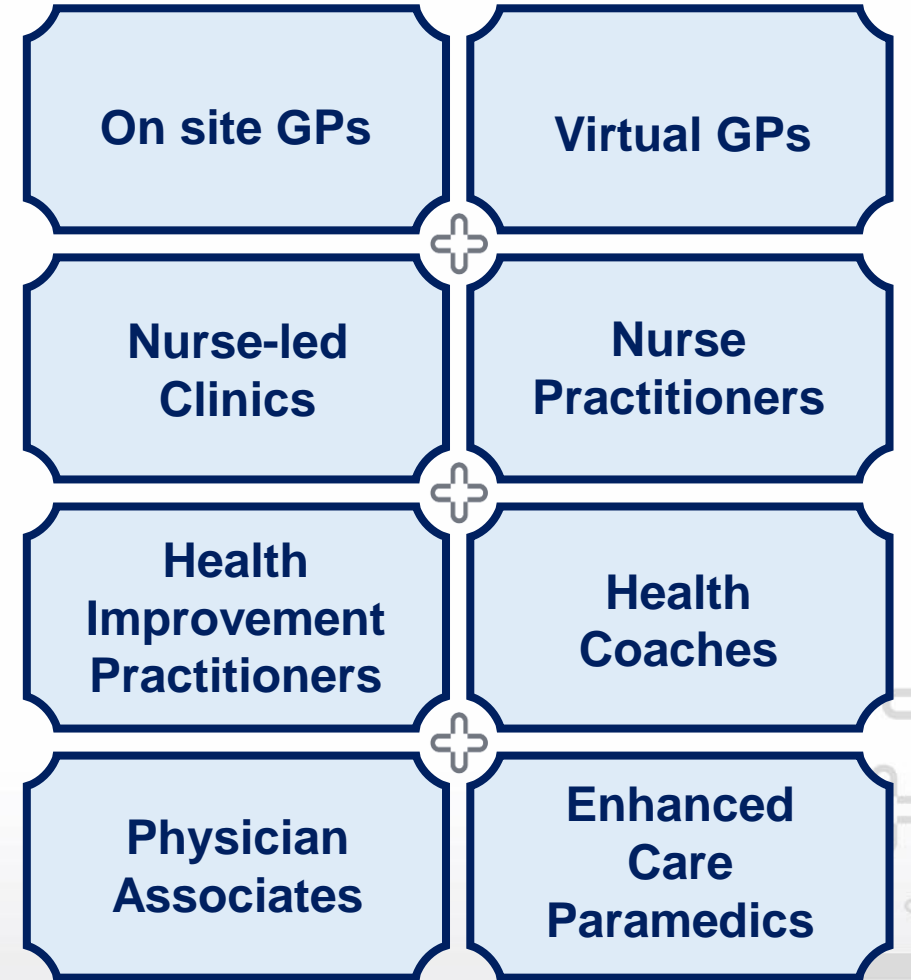 On site GPs
Virtual GPs
Nurse-led
Clinics
Nurse
Practitioners
Health
Improvement
Practitioners
Health
Coaches
Physician
Associates
Enhanced
Care
Paramedics